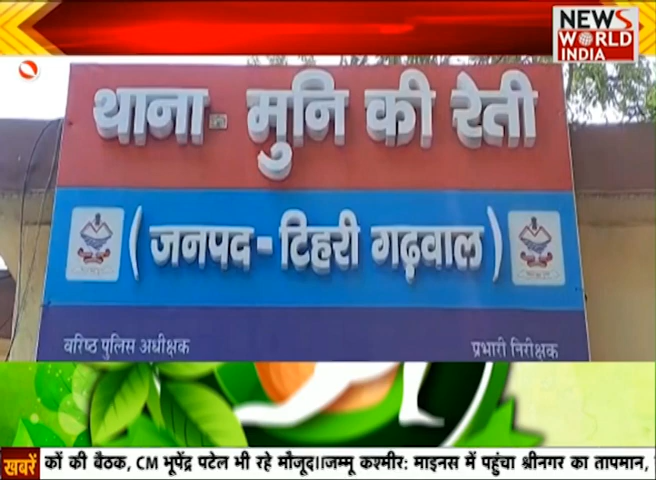 NEWS
WORLD
INDIA
थाना मुनि की रेती
( जनपद - टिहरी गढ़वाल )
वरिष्ठ पुलिस अधीक्षक
प्रभारी निरीक्षक
खबरें कों की बैठक, CM भूपेंद्र पटेल भी रहे मौजूद।।जम्मू कश्मीर: माइनस में पहुंचा श्रीनगर का तापमान,